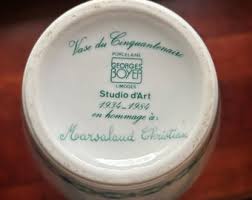 Vase du Cinquantenaire
PORCELAINE
GEORGES
BOYER
LIMOGES
Studio d'Art
1934-1984
en hommage à:
Marsalaud Christian